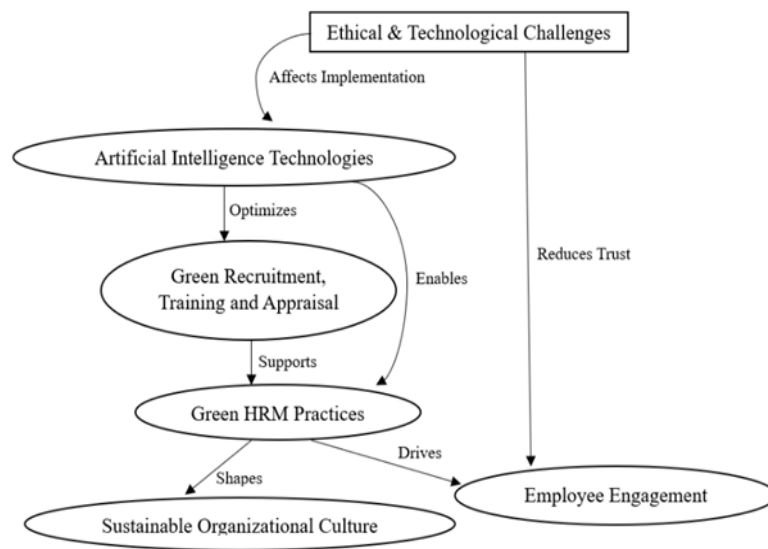 Ethical & Technological Challenges
Affects Implementation
Artificial Intelligence Technologies
Optimizes
Reduces Trust
Green Recruitment,
Training and Appraisal
Enables
Supports
Green HRM Practices
Drives
Shapes
Employee Engagement
Sustainable Organizational Culture